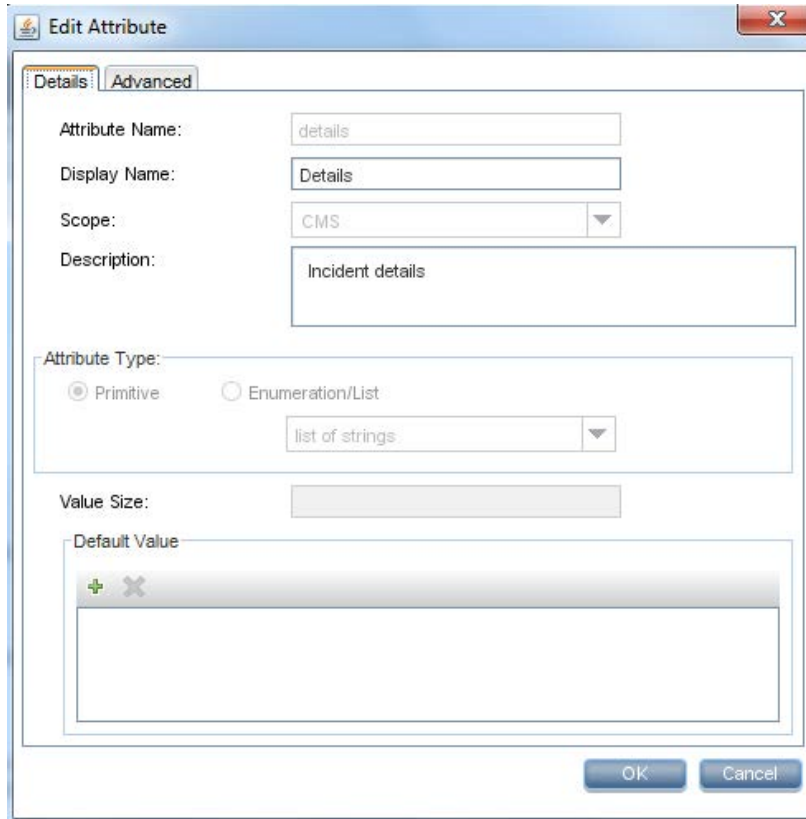 Edit Attribute
Details Advanced
Attribute Name: details
Display Name: Details
Scope: CMS
Description: Incident details
Attribute Type:
Primitive Enumeration/List
list of strings
Value Size:
Default Value
OK Cancel